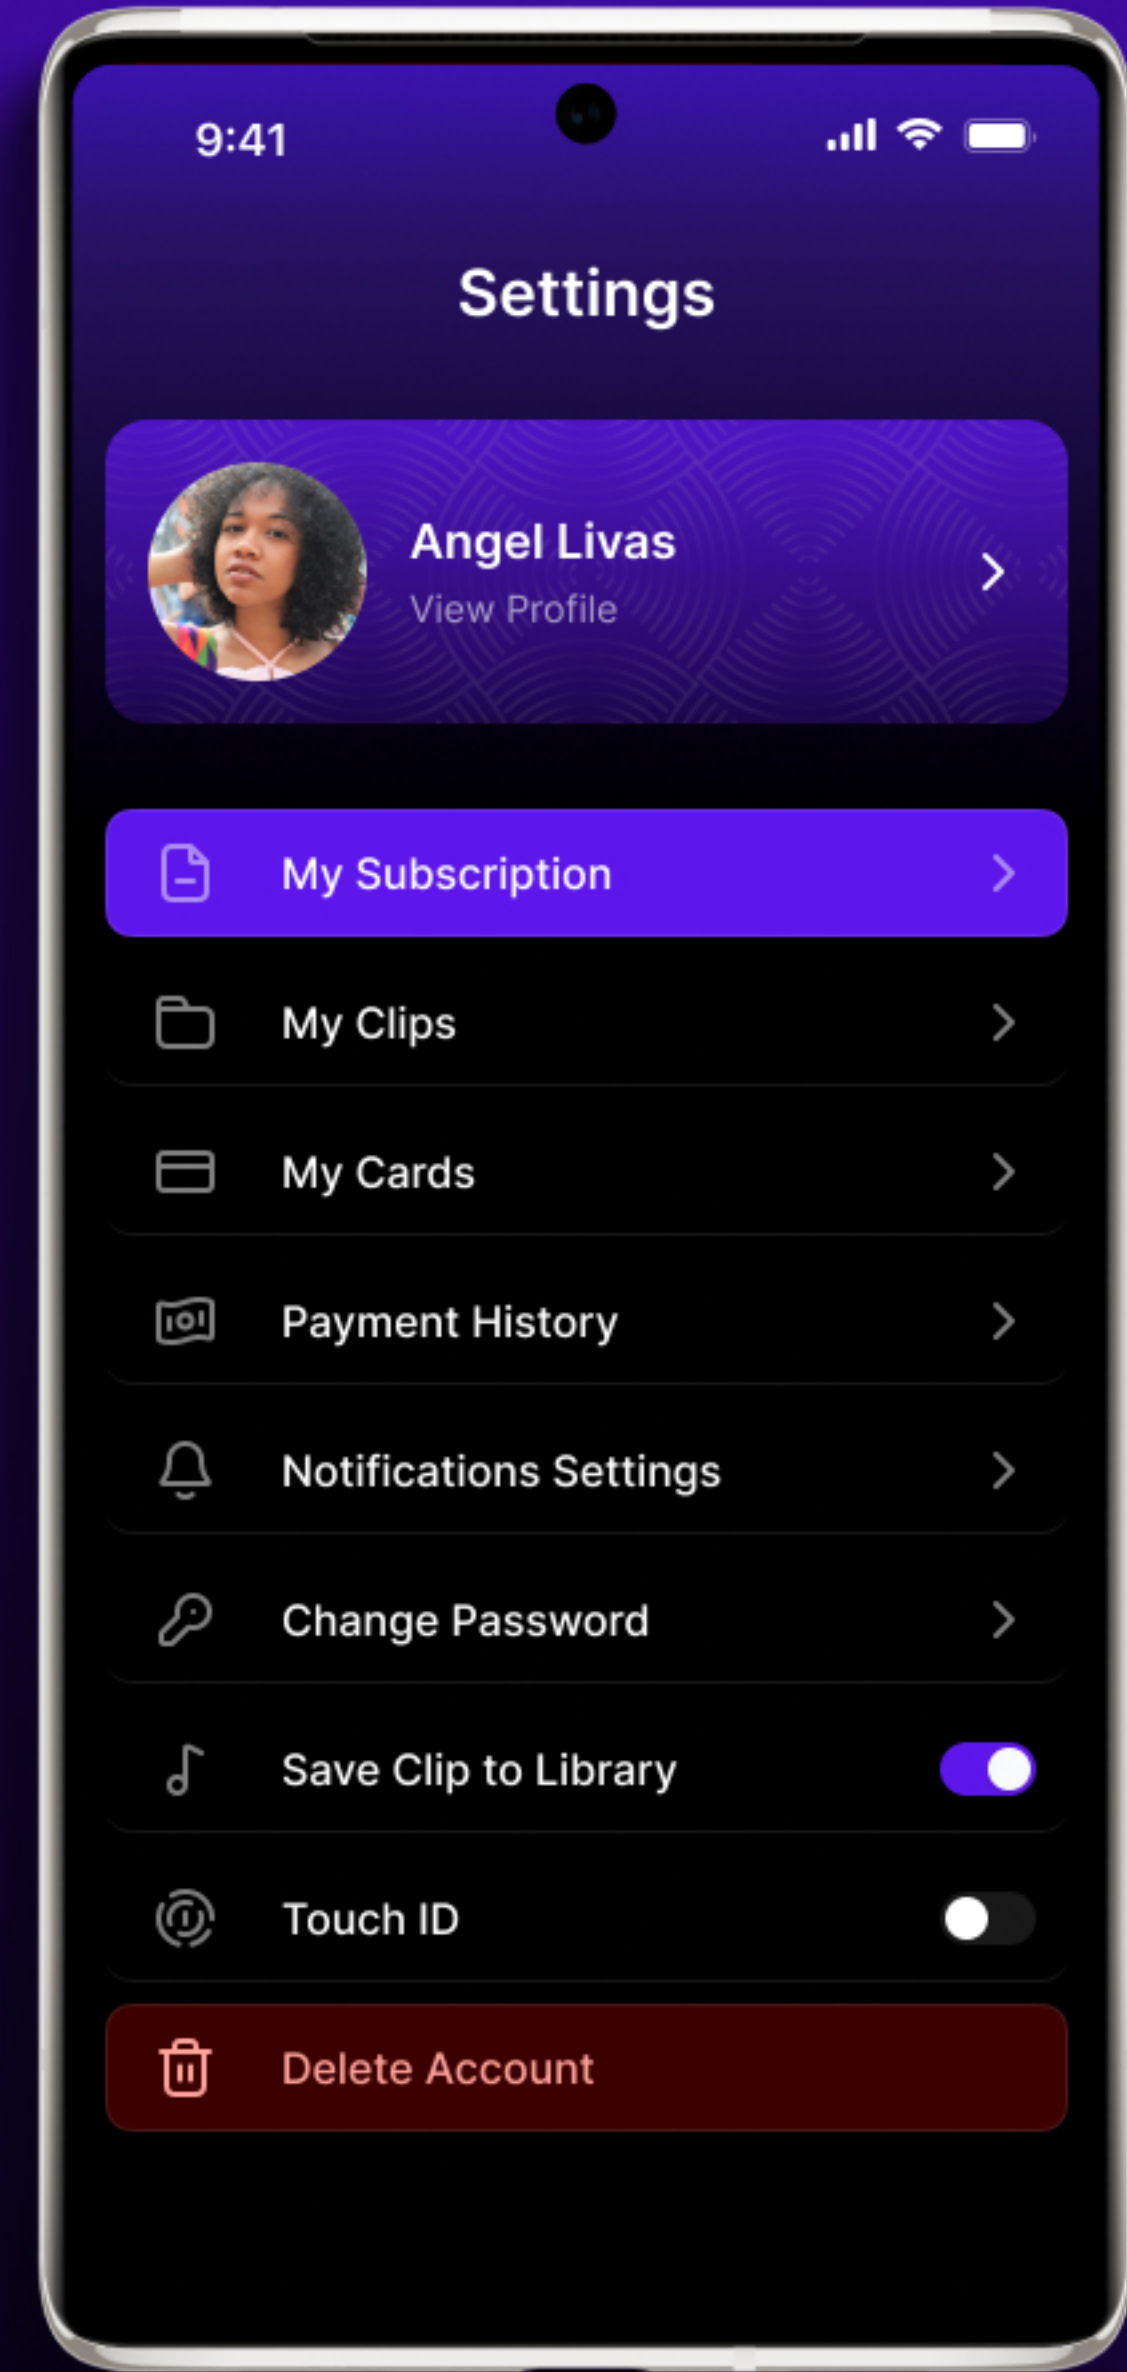 9:41
Settings
Angel Livas
View Profile
My Subscription
My Clips
My Cards
Payment History
Notifications Settings
Change Password
Save Clip to Library
Touch ID
Delete Account